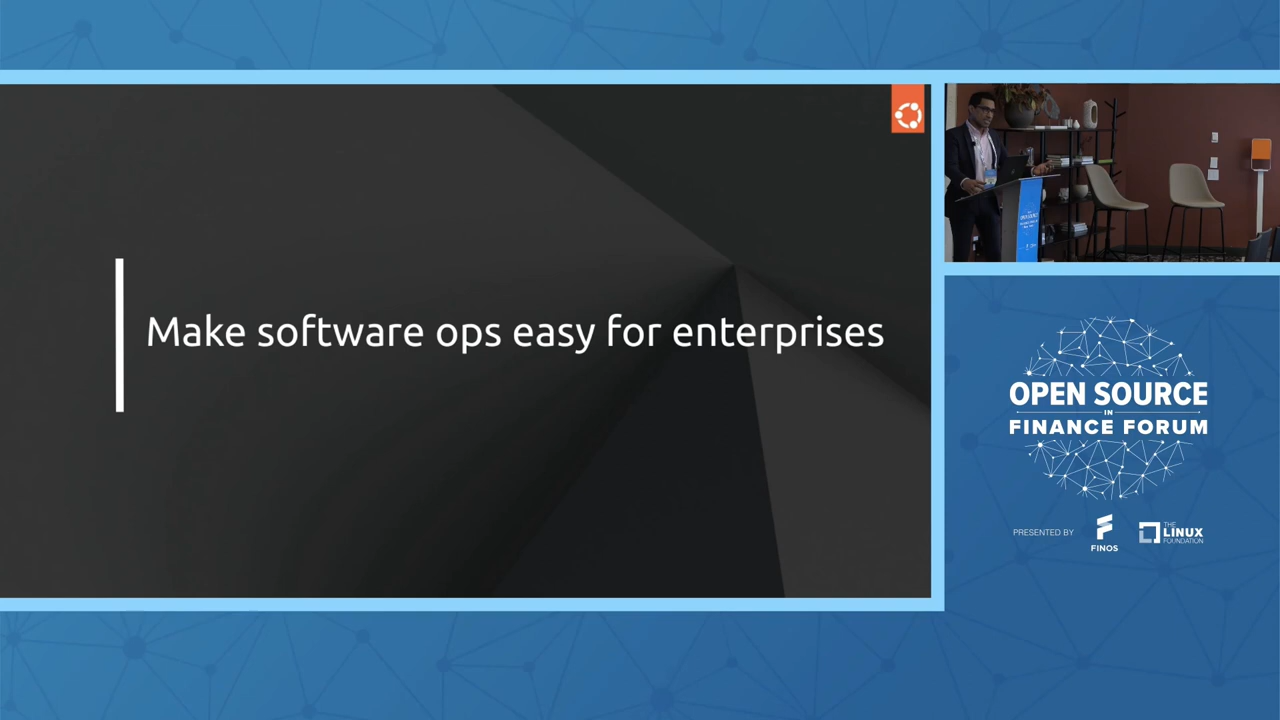 Make software ops easy for enterprises
OPEN SOURCE
IN
FINANCE FORUM
PRESENTED BY
FINOS
THE
LINUX
FOUNDATION